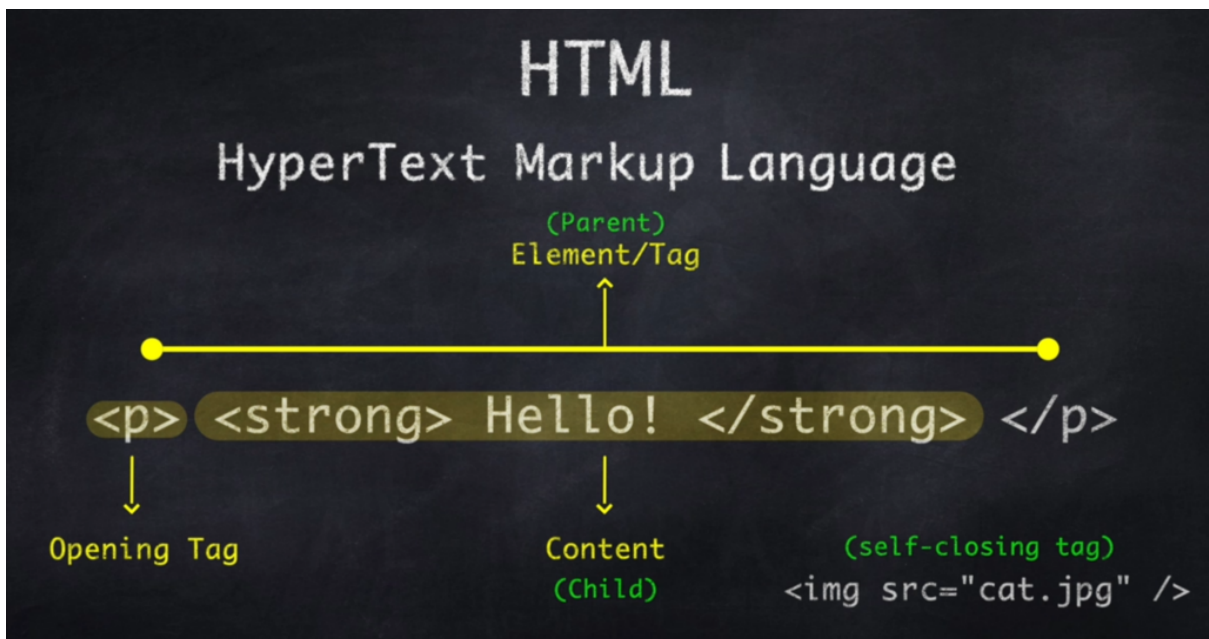 HTML
HyperText Markup Language
(Parent)
Element/Tag
<p> <strong> Hello! </strong> </p>
Opening Tag
Content
(Child)
(self-closing tag)
<img src="cat.jpg" />